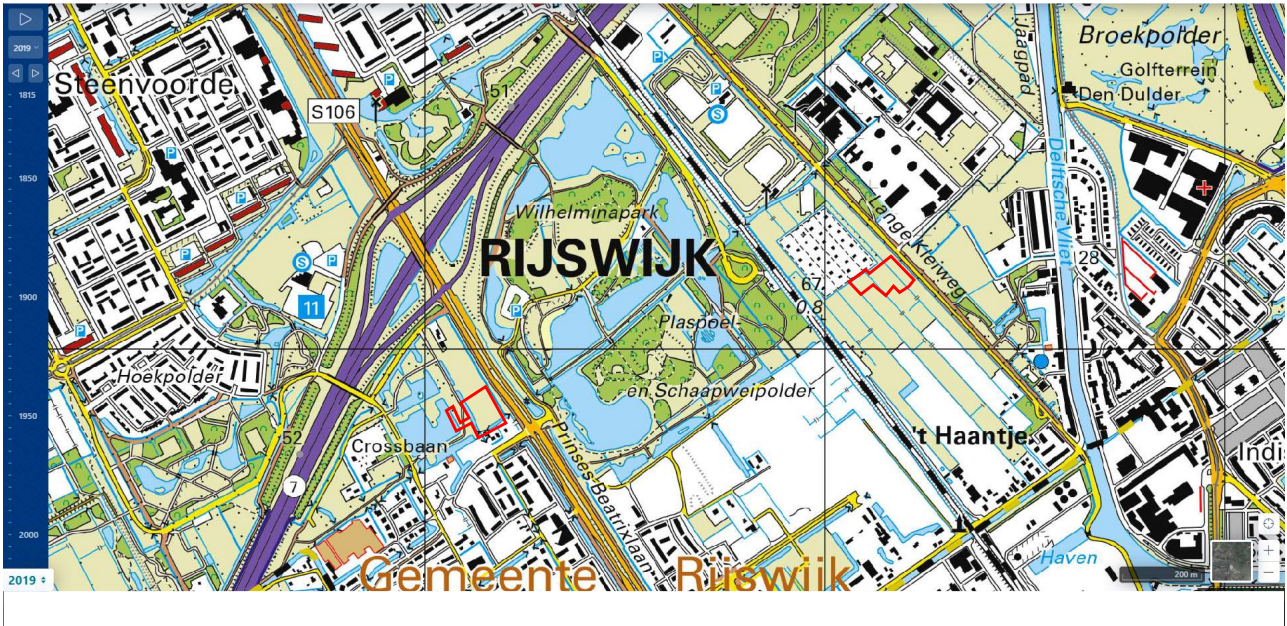 2019
1815
1850
1900
1950
2000
2019
Steenvoorde
S106
P
P
P
P
S
P
11
Hoekpolder
52
7
Crossbaan
51
Wilhelminapark
RIJSWIJK
P
Plaspoel-
en Schaapweipolder
Prinses Beatrixlaan
P
P
S
67
0.8
Lange Kleiweg
Jaagpad
Delftsche Vliet
Broekpolder
Golfterrein
Den Dulder
28
't Haantje
Indi
Haven
Gemeente Rijswijk
200 m